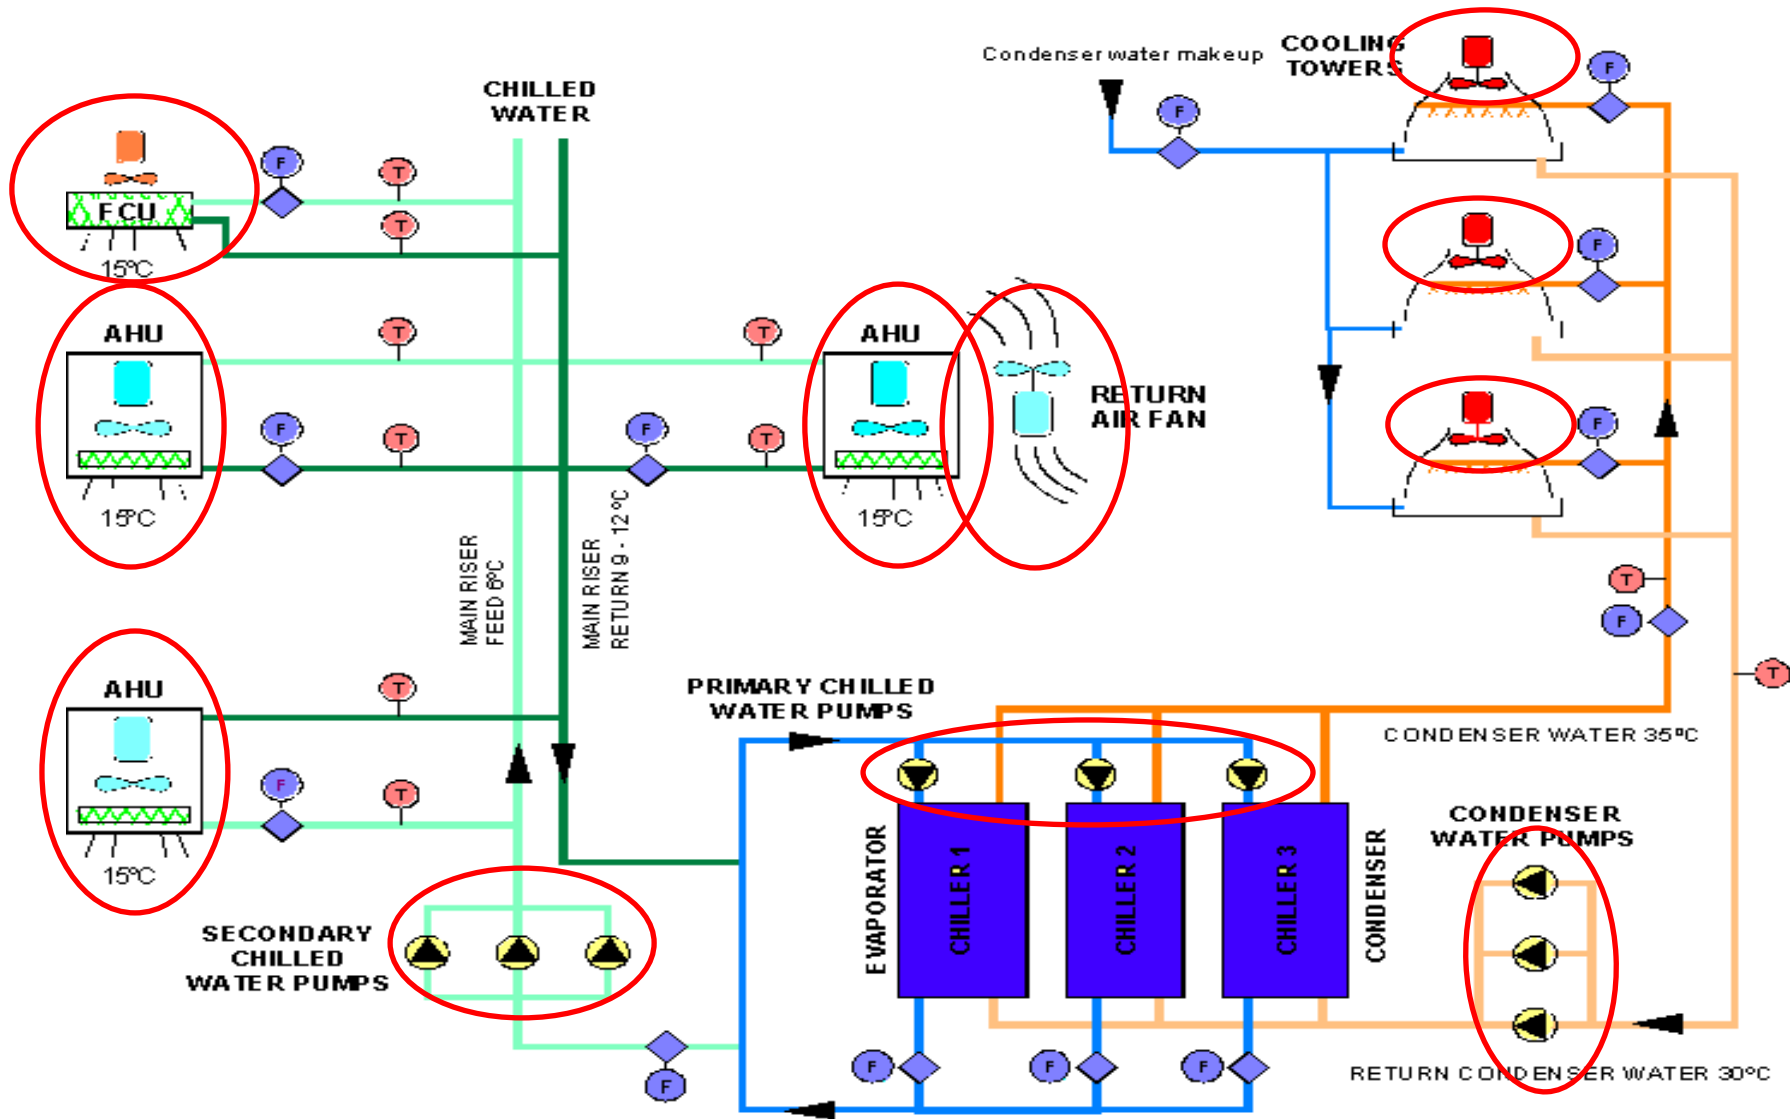 Condenser water makeup
COOLING
TOWERS
F
F
CHILLED
WATER
F
T
FCU
T
15ºC
F
AHU
T
T
AHU
RETURN
AIR FAN
F
T
F
T
F
15ºC
15ºC
MAIN RISER
FEED 6ºC
MAIN RISER
RETURN 9 - 12 ºC
T
F
T
AHU
T
PRIMARY CHILLED
WATER PUMPS
CONDENSER WATER 35ºC
F
T
15ºC
EVAPORATOR
CHILLER 1
CHILLER 2
CHILLER 3
CONDENSER
CONDENSER
WATER PUMPS
SECONDARY
CHILLED
WATER PUMPS
F
F
F
F
RETURN CONDENSER WATER 30ºC